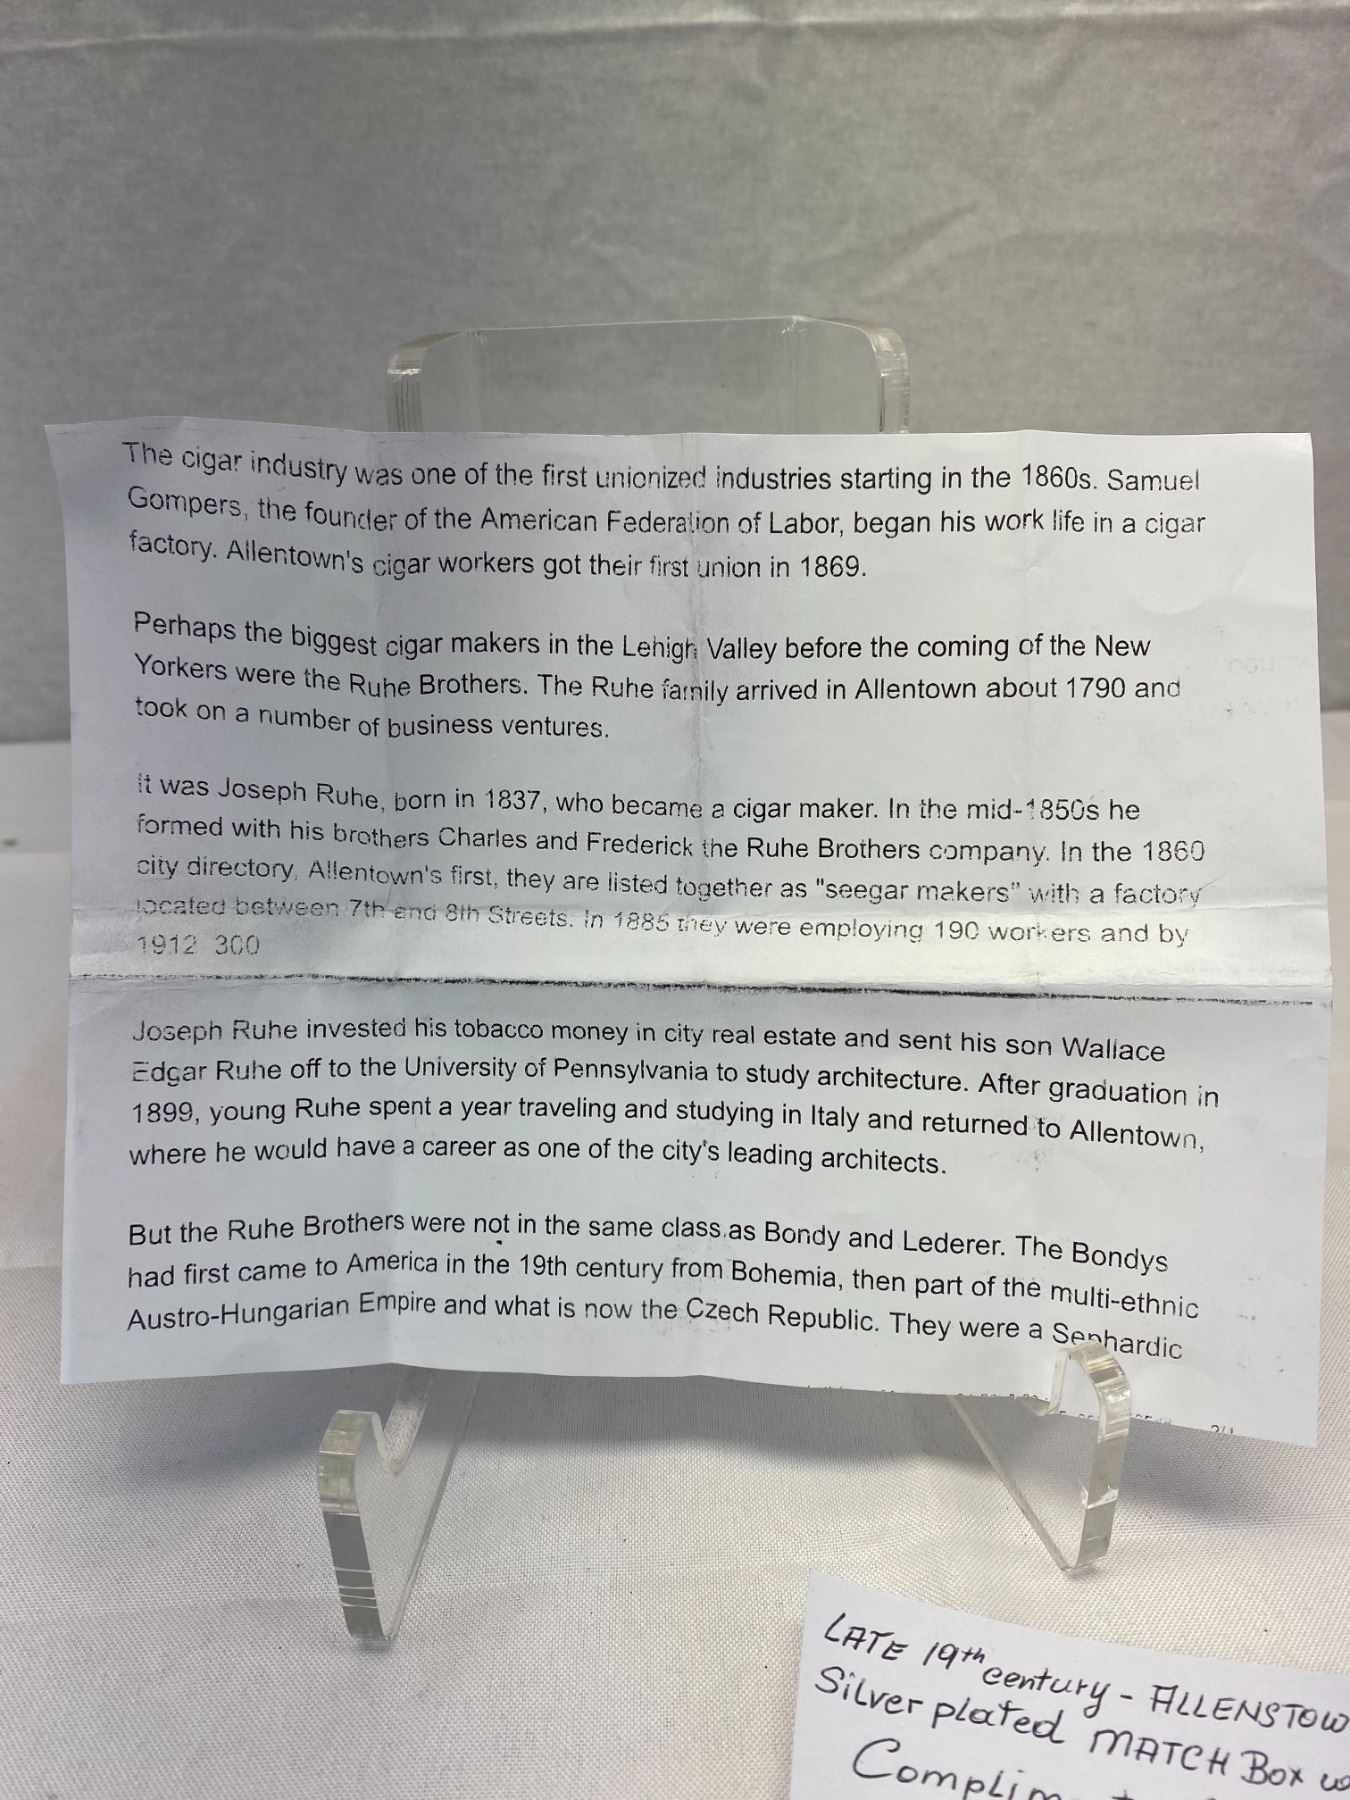 The cigar industry was one of the first unionized industries starting in the 1860s. Samuel
Gompers, the founder of the American Federation of Labor, began his work life in a cigar
factory. Allentown's cigar workers got their first union in 1869.
Perhaps the biggest cigar makers in the Lehigh Valley before the coming of the New
Yorkers were the Ruhe Brothers. The Ruhe family arrived in Allentown about 1790 and
took on a number of business ventures.
It was Joseph Ruhe, born in 1837, who became a cigar maker. In the mid-1850s he
formed with his brothers Charles and Frederick the Ruhe Brothers company. In the 1860
city directory, Allentown's first, they are listed together as "seegar makers" with a factory
located between 7th and 8th Streets. In 1885 they were employing 190 workers and by
1912 300
Joseph Ruhe invested his tobacco money in city real estate and sent his son Wallace
Edgar Ruhe off to the University of Pennsylvania to study architecture. After graduation in
1899, young Ruhe spent a year traveling and studying in Italy and returned to Allentown,
where he would have a career as one of the city's leading architects.
But the Ruhe Brothers were not in the same class as Bondy and Lederer. The Bondys
had first came to America in the 19th century from Bohemia, then part of the multi-ethnic
Austro-Hungarian Empire and what is now the Czech Republic. They were a Sephardic
LATE 19th century - ALLENSTOW
Silver plated MATCH Box w